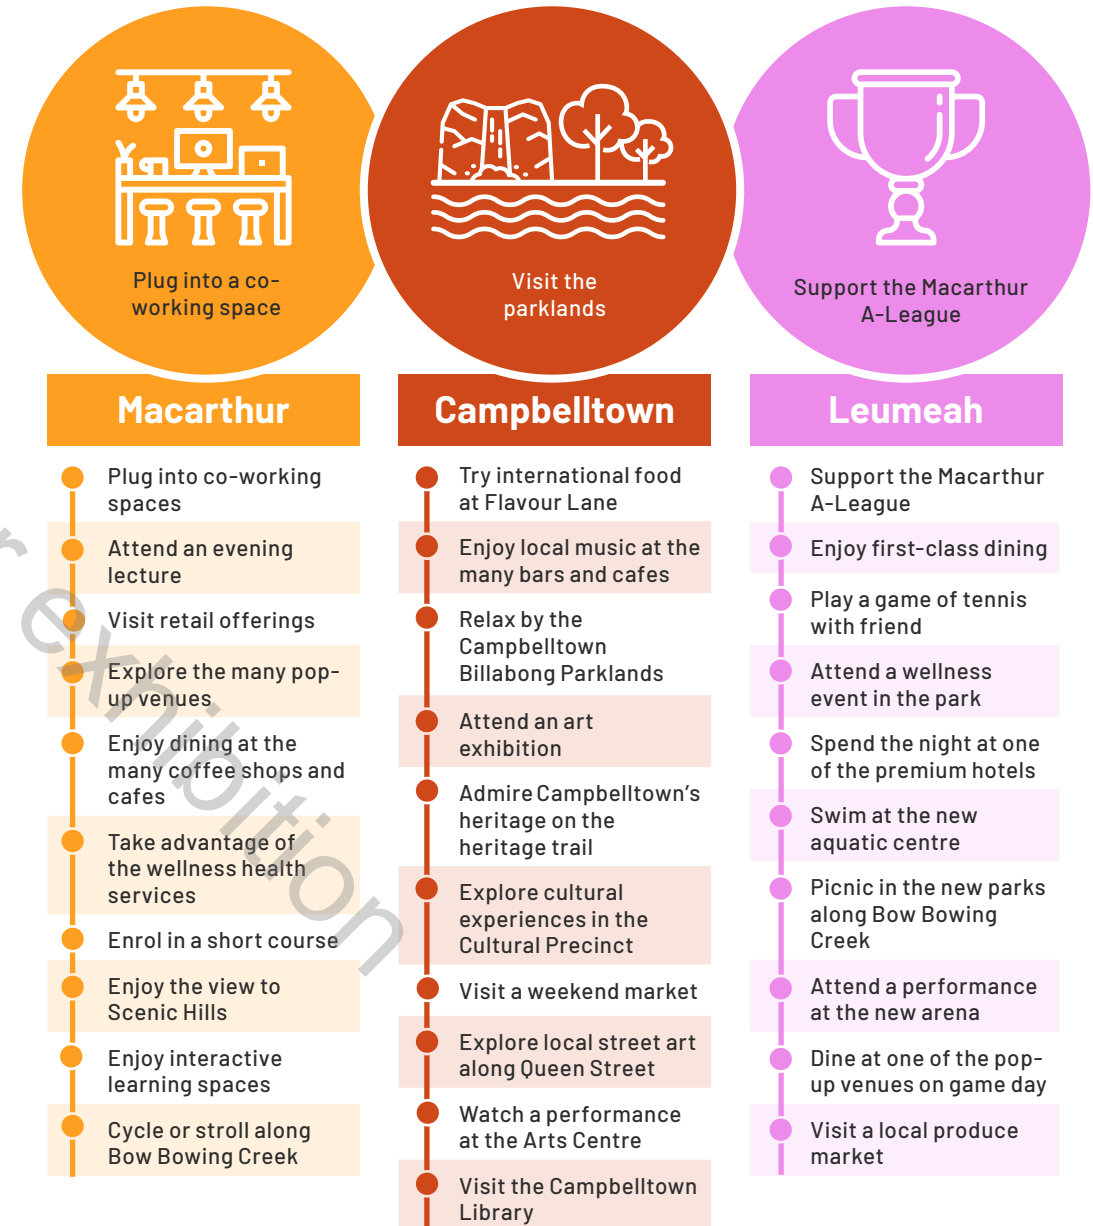 Plug into a co-
working space
Visit the
parklands
Support the Macarthur
A-League
Macarthur
Plug into co-working
spaces
Attend an evening
lecture
Visit retail offerings
Explore the many pop-
up venues
Enjoy dining at the
many coffee shops and
cafes
Take advantage of
the wellness health
services
Enrol in a short course
Enjoy the view to
Scenic Hills
Enjoy interactive
learning spaces
Cycle or stroll along
Bow Bowing Creek
Campbelltown
Try international food
at Flavour Lane
Enjoy local music at the
many bars and cafes
Relax by the
Campbelltown
Billabong Parklands
Attend an art
exhibition
Admire Campbelltown's
heritage on the
heritage trail
Explore cultural
experiences in the
Cultural Precinct
Visit a weekend market
Explore local street art
along Queen Street
Watch a performance
at the Arts Centre
Visit the Campbelltown
Library
Leumeah
Support the Macarthur
A-League
Enjoy first-class dining
Play a game of tennis
with friend
Attend a wellness
event in the park
Spend the night at one
of the premium hotels
Swim at the new
aquatic centre
Picnic in the new parks
along Bow Bowing
Creek
Attend a performance
at the new arena
Dine at one of the pop-
up venues on game day
Visit a local produce
market
exhibition